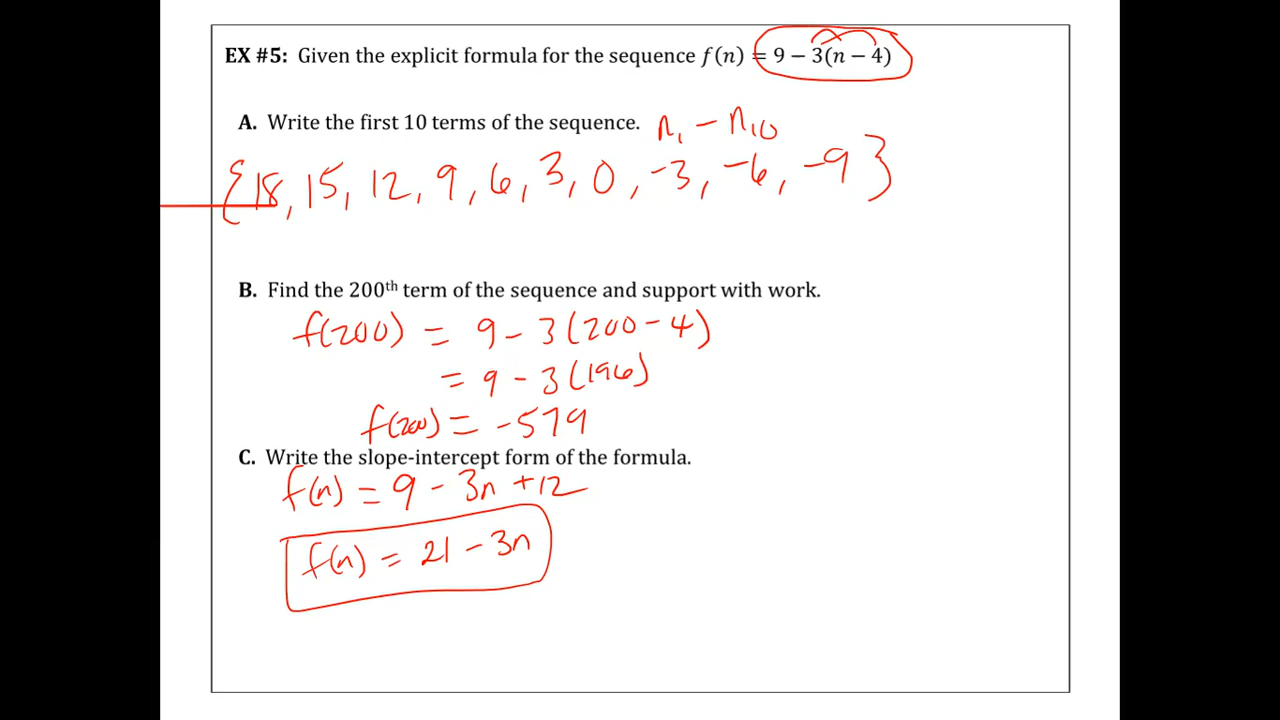 EX #5: Given the explicit formula for the sequence f(n) = 9 − 3(n − 4)
A. Write the first 10 terms of the sequence. n₁ − n₁₀
{18, 15, 12, 9, 6, 3, 0, -3, -6, -9}
B. Find the 200th term of the sequence and support with work.
f(200) = 9 - 3(200 - 4)
= 9 - 3(196)
f(200) = -579
C. Write the slope-intercept form of the formula.
f(n) = 9 - 3n + 12
f(n) = 21 - 3n